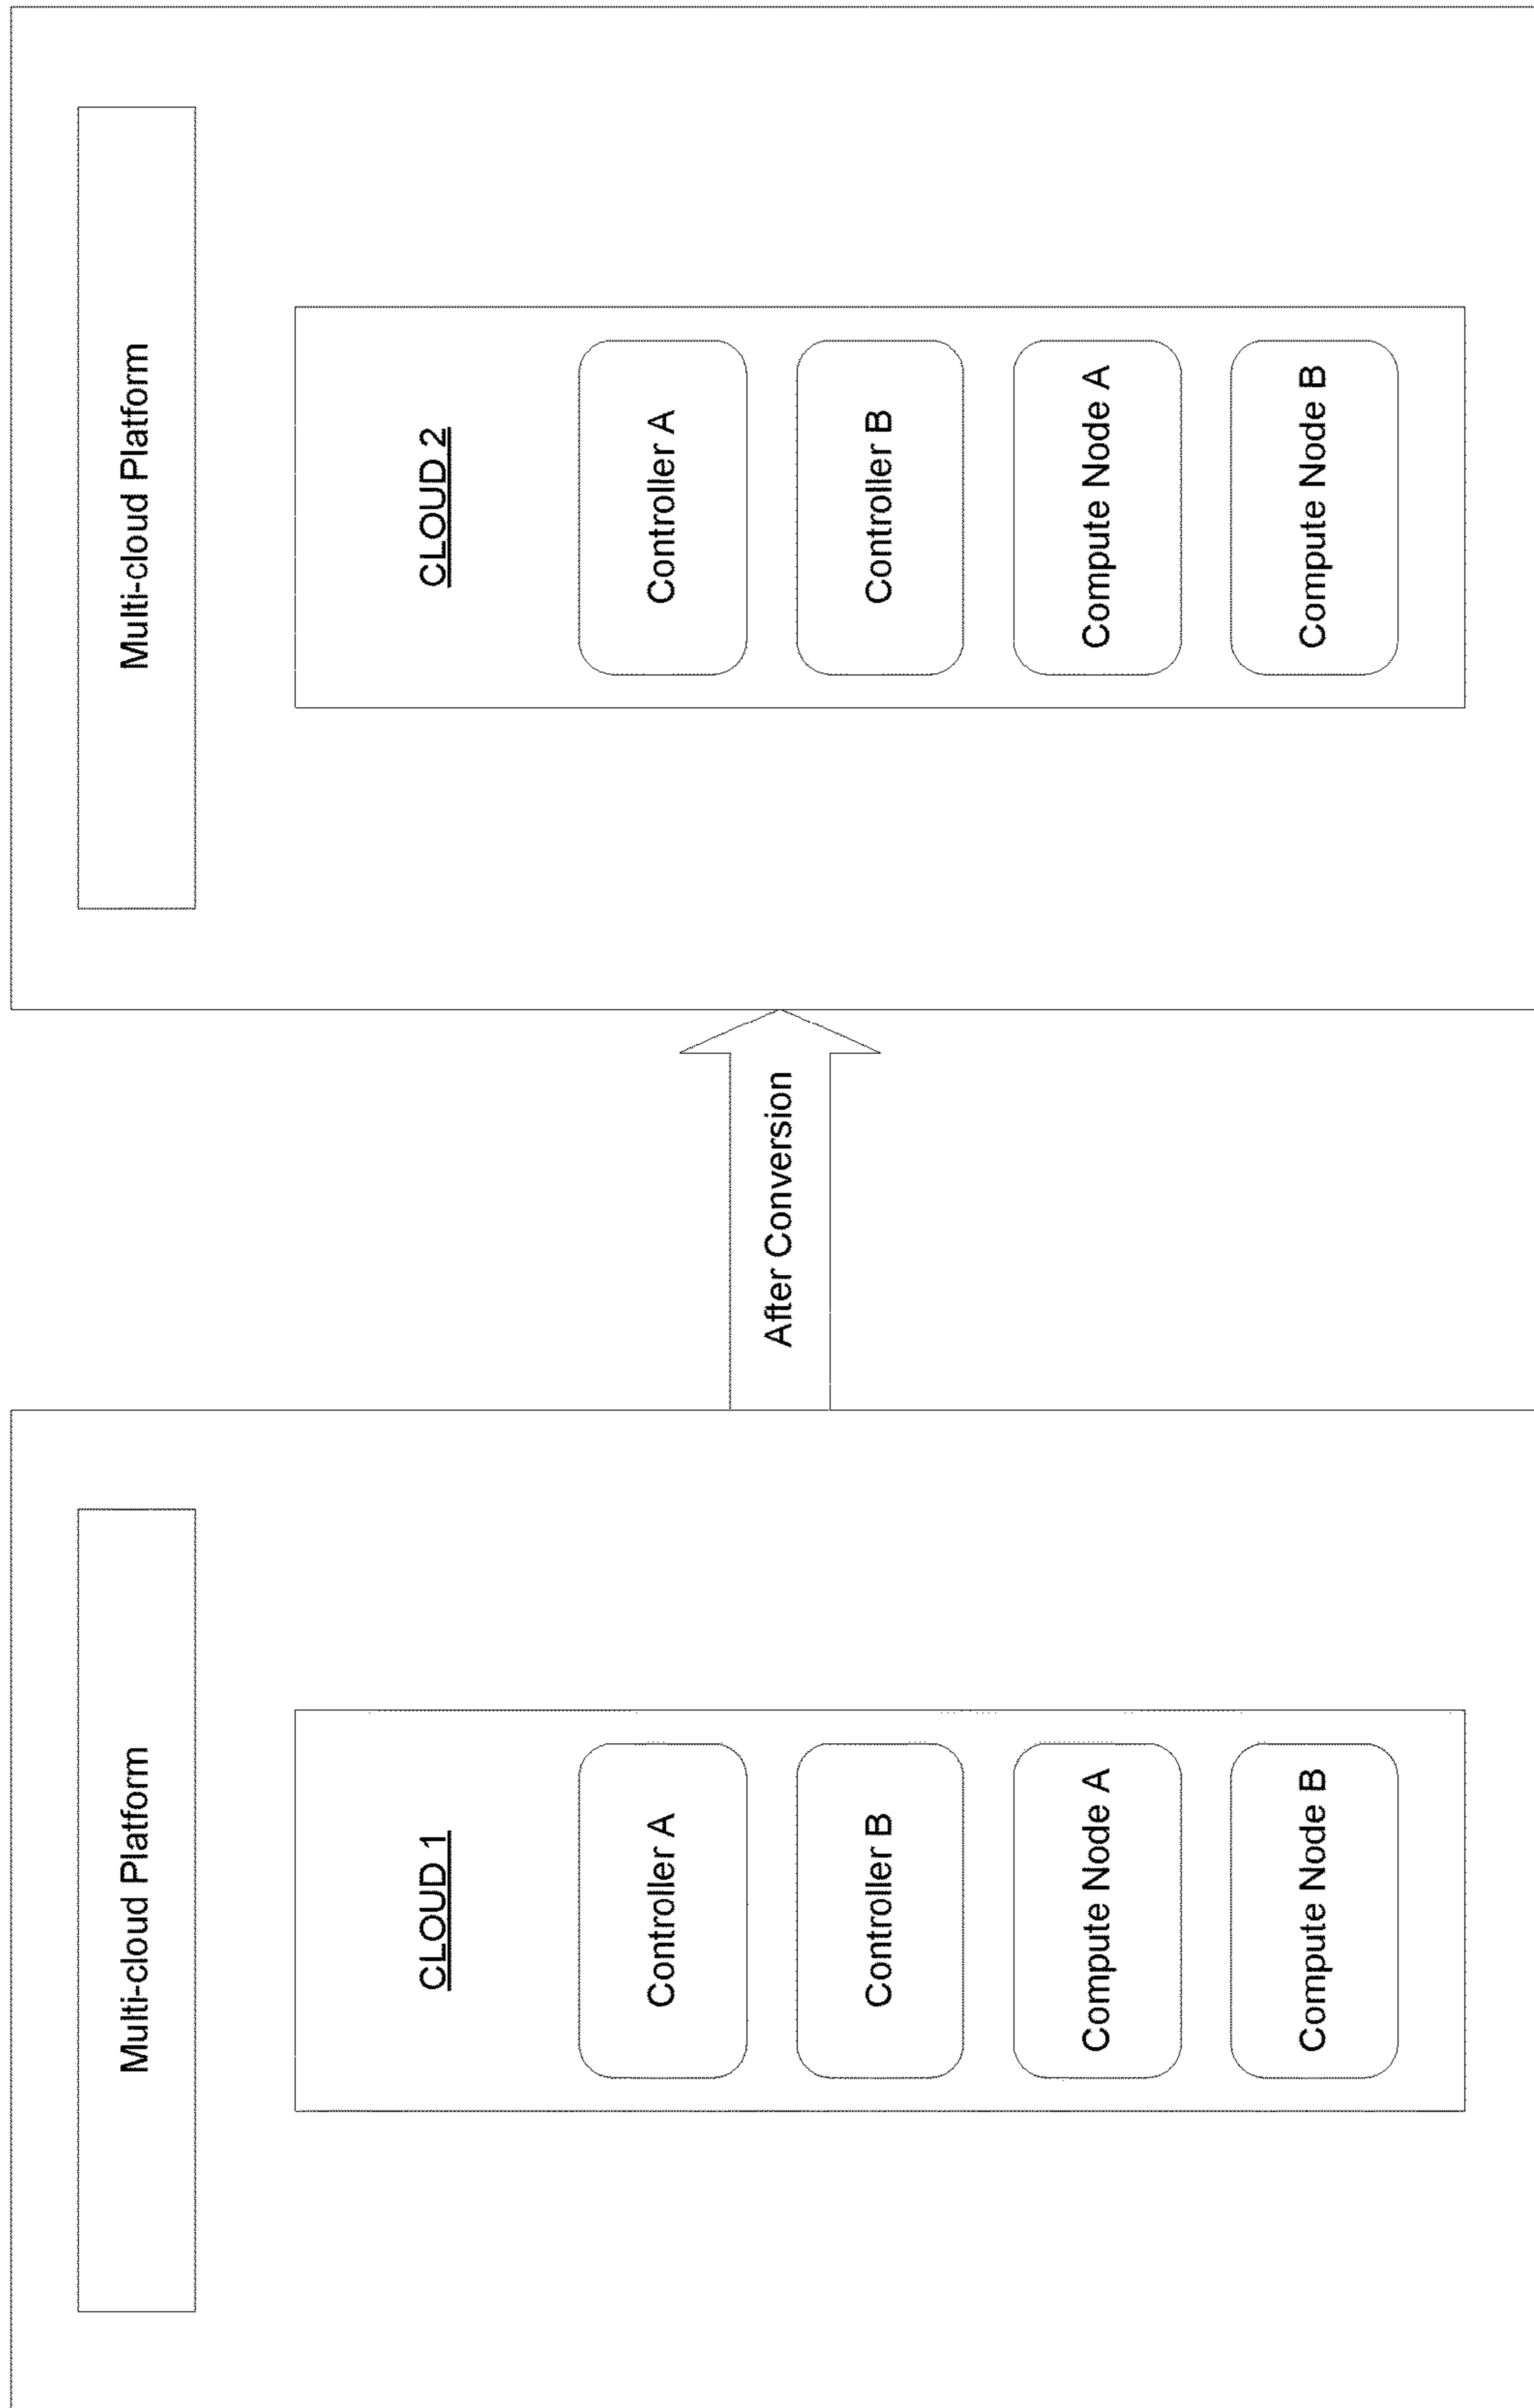 Multi-cloud Platform
CLOUD 1
Controller A
Controller B
Compute Node A
Compute Node B
After Conversion
Multi-cloud Platform
CLOUD 2
Controller A
Controller B
Compute Node A
Compute Node B